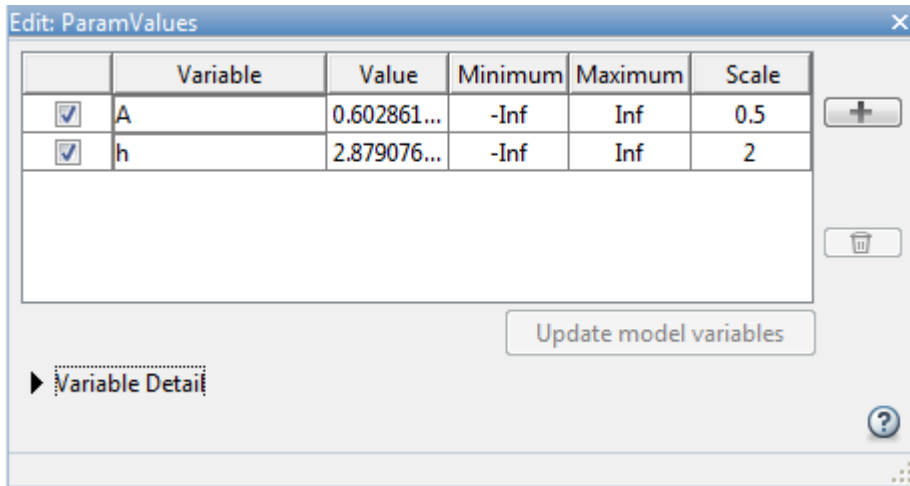 Edit: ParamValues
Variable Value Minimum Maximum Scale
A 0.602861... -Inf Inf 0.5
h 2.879076... -Inf Inf 2
Update model variables
Variable Detail